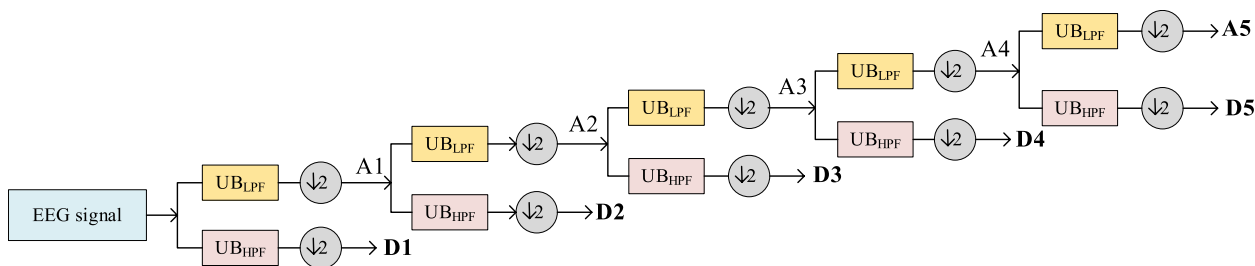 EEG signal
UBLPF
↓2
A1
UBHPF
↓2
D1
UBLPF
↓2
A2
UBHPF
↓2
D2
UBLPF
↓2
A3
UBHPF
↓2
D3
UBLPF
↓2
A4
UBHPF
↓2
D4
UBLPF
↓2
A5
UBHPF
↓2
D5